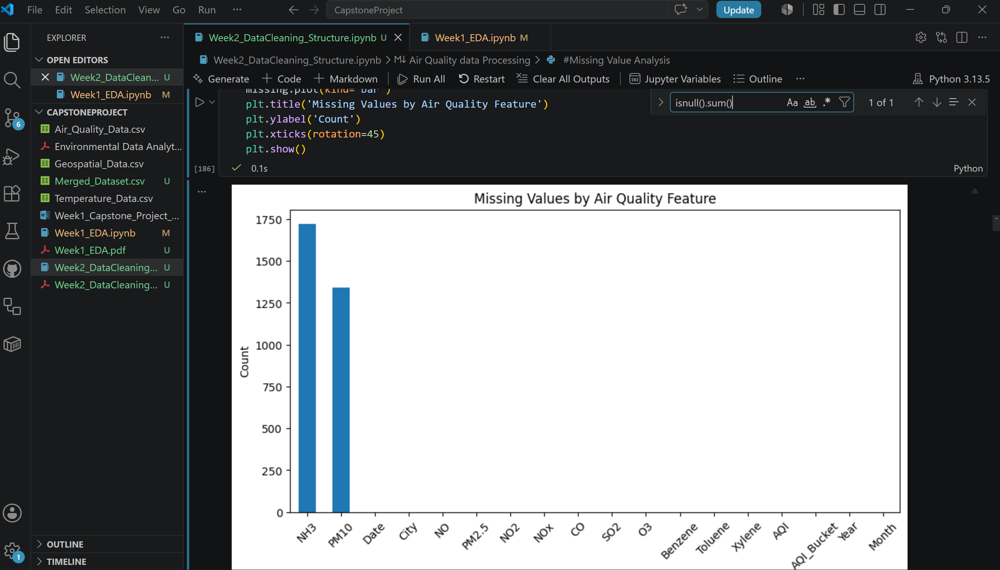 File Edit Selection View Go Run ···
CapstoneProject
Update
EXPLORER
OPEN EDITORS
Week2_DataClean... U
Week1_EDA.ipynb M
CAPSTONEPROJECT
Air_Quality_Data.csv
Environmental Data Analyt...
Geospatial_Data.csv
Merged_Dataset.csv U
Temperature_Data.csv
Week1_Capstone_Project_...
Week1_EDA.ipynb M
Week1_EDA.pdf U
Week2_DataCleaning... U
Week2_DataCleaning... U
OUTLINE
TIMELINE
6
1
Week2_DataCleaning_Structure.ipynb U
Week1_EDA.ipynb M
Week2_DataCleaning_Structure.ipynb > M↓ Air Quality data Processing > #Missing Value Analysis
Generate + Code + Markdown Run All Restart Clear All Outputs Jupyter Variables Outline ··· Python 3.13.5
isnull().sum() Aa ab .* 1 of 1
missing.plot(kind='bar')
plt.title('Missing Values by Air Quality Feature')
plt.ylabel('Count')
plt.xticks(rotation=45)
plt.show()
[186] 0.1s Python
Missing Values by Air Quality Feature
Count
1750
1500
1250
1000
750
500
250
0
NH3 PM10 Date City NO PM2.5 NO2 NOx CO SO2 O3 Benzene Toluene Xylene AQI AQI_Bucket Year Month